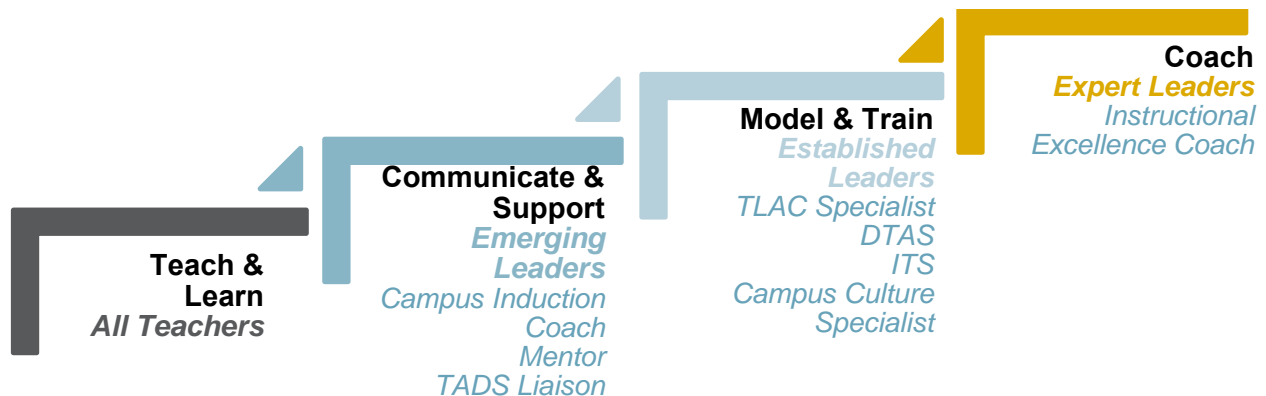 Teach &
Learn
All Teachers
Communicate &
Support
Emerging
Leaders
Campus Induction
Coach
Mentor
TADS Liaison
Model & Train
Established
Leaders
TLAC Specialist
DTAS
ITS
Campus Culture
Specialist
Coach
Expert Leaders
Instructional
Excellence Coach